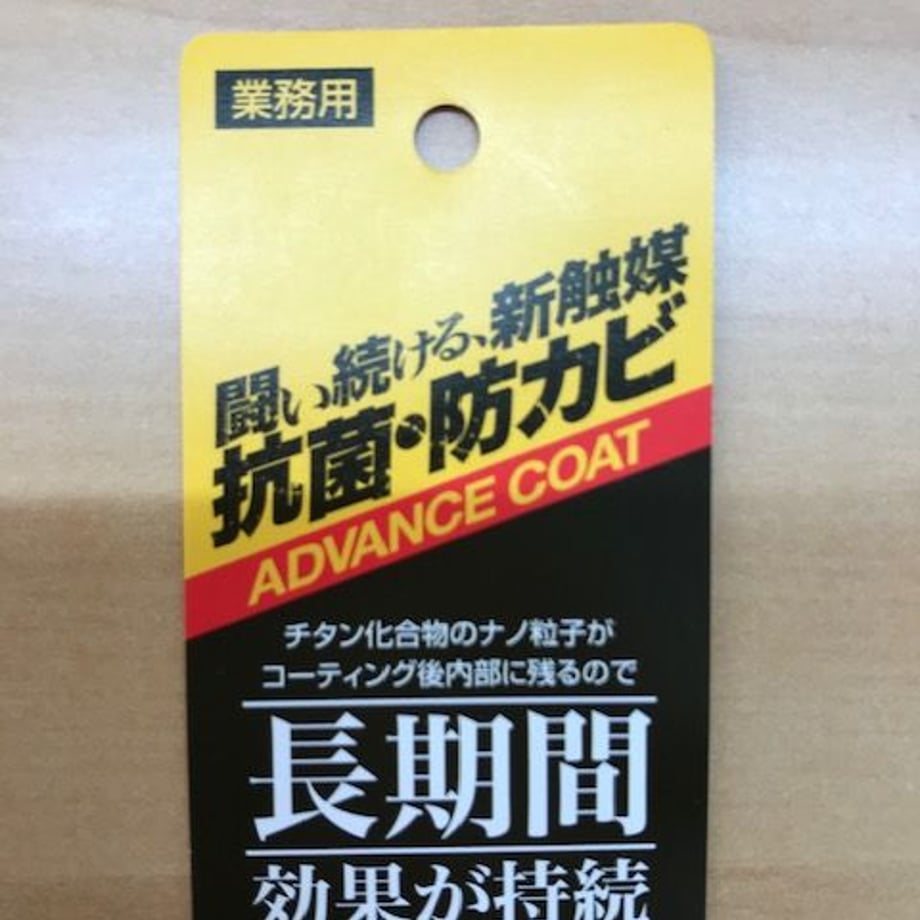 業務用
闘い続ける、新触媒
抗菌・防カビ
ADVANCE COAT
チタン化合物のナノ粒子が
コーティング後内部に残るので
長期間
効果が持続